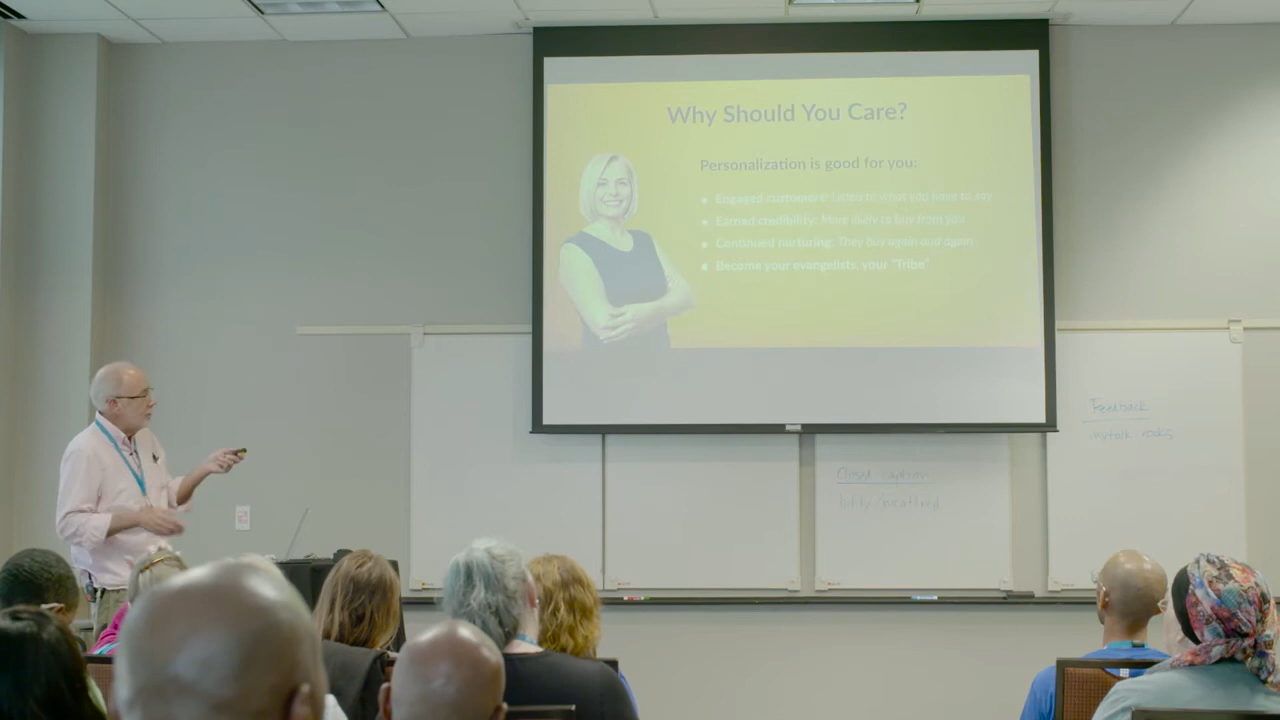 Why Should You Care?
Personalization is good for you:
• Engaged customers: Listen to what you have to say
• Earned credibility: More likely to buy from you
• Continued nurturing: They buy again and again
• Become your evangelists, your "Tribe"
Feedback
Closed caption